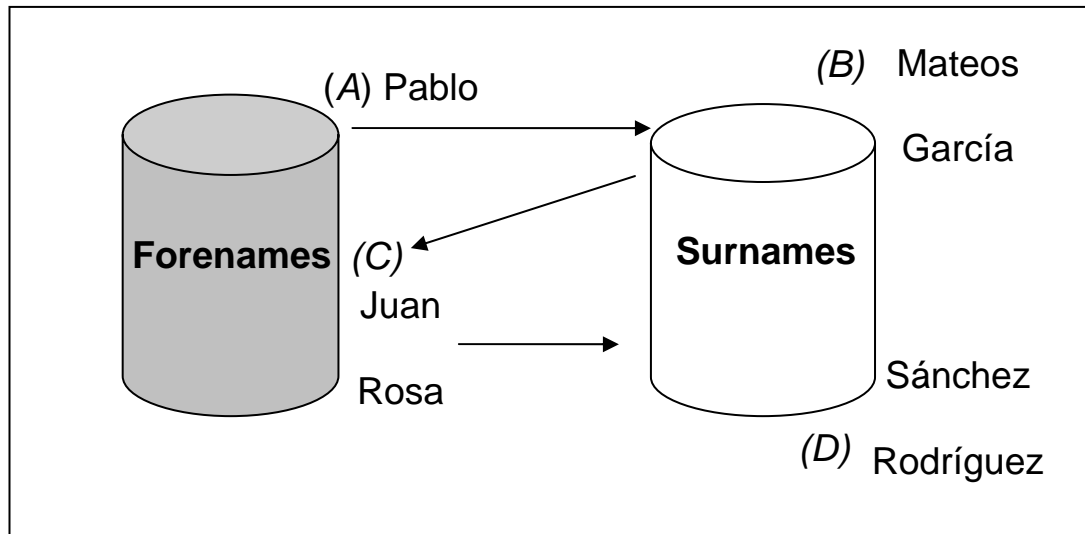 (A) Pablo
(B) Mateos
García
Forenames
(C)
Juan
Rosa
Surnames
Sánchez
(D) Rodríguez